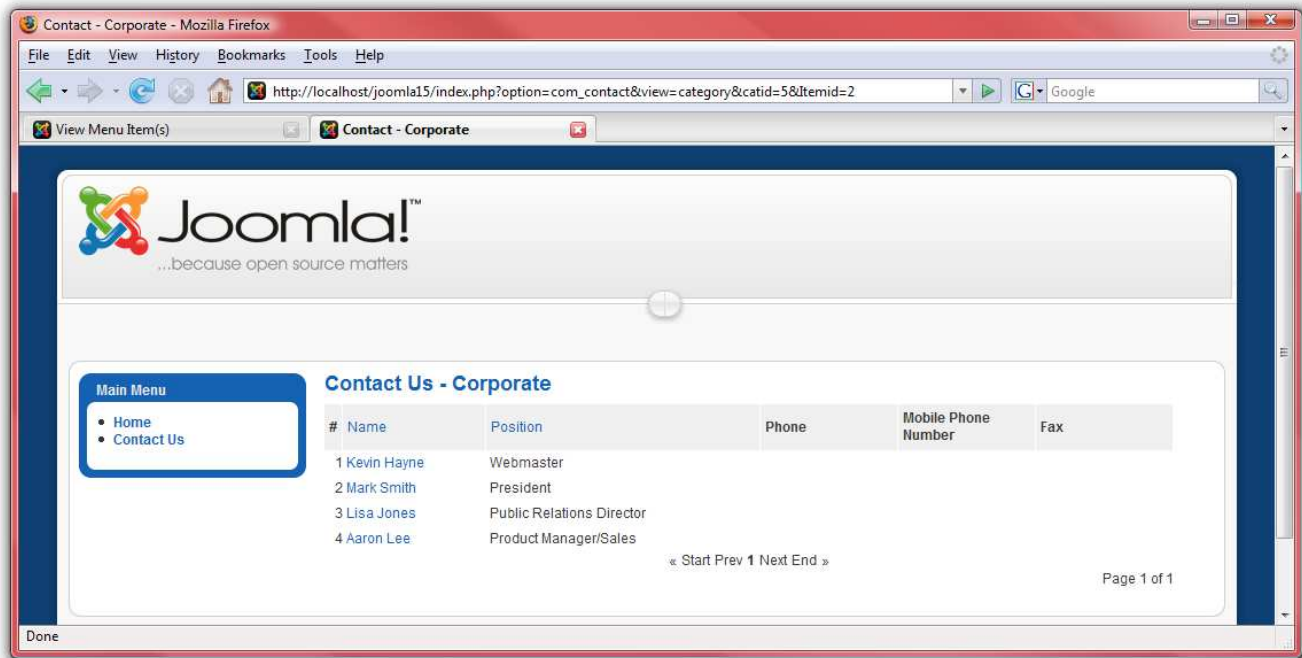 Contact - Corporate - Mozilla Firefox
File Edit View History Bookmarks Tools Help
http://localhost/joomla15/index.php?option=com_contact&view=category&catid=5&Itemid=2
G Google
View Menu Item(s)
Contact - Corporate
Joomla!™
...because open source matters
Main Menu
Home
Contact Us
Contact Us - Corporate
# Name Position Phone Mobile Phone Number Fax
1 Kevin Hayne Webmaster
2 Mark Smith President
3 Lisa Jones Public Relations Director
4 Aaron Lee Product Manager/Sales
« Start Prev 1 Next End »
Page 1 of 1
Done